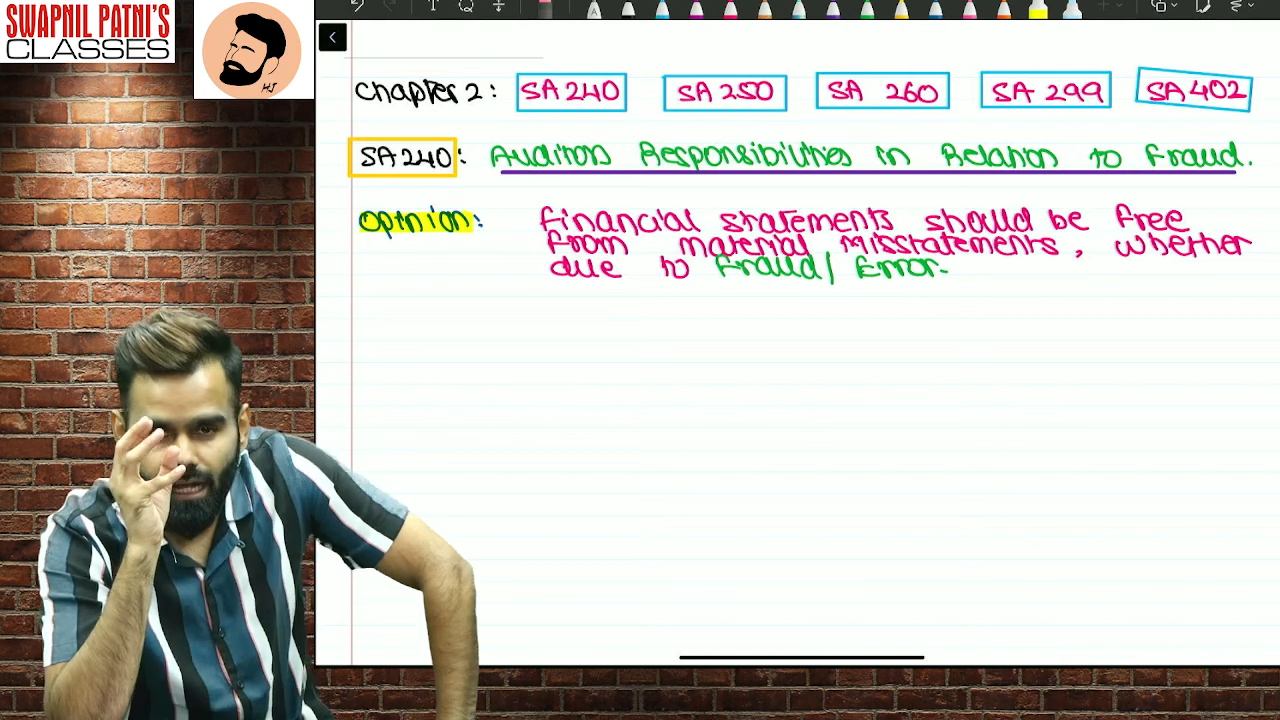 SWAPNIL PATNI'S
CLASSES
HJ
Chapter 2: SA 240 SA 250 SA 260 SA 299 SA 402
SA 240: Auditors Responsibilities in Relation to Fraud.
Opinion: Financial statements should be free
from material misstatements, whether
due to Fraud/ Error.